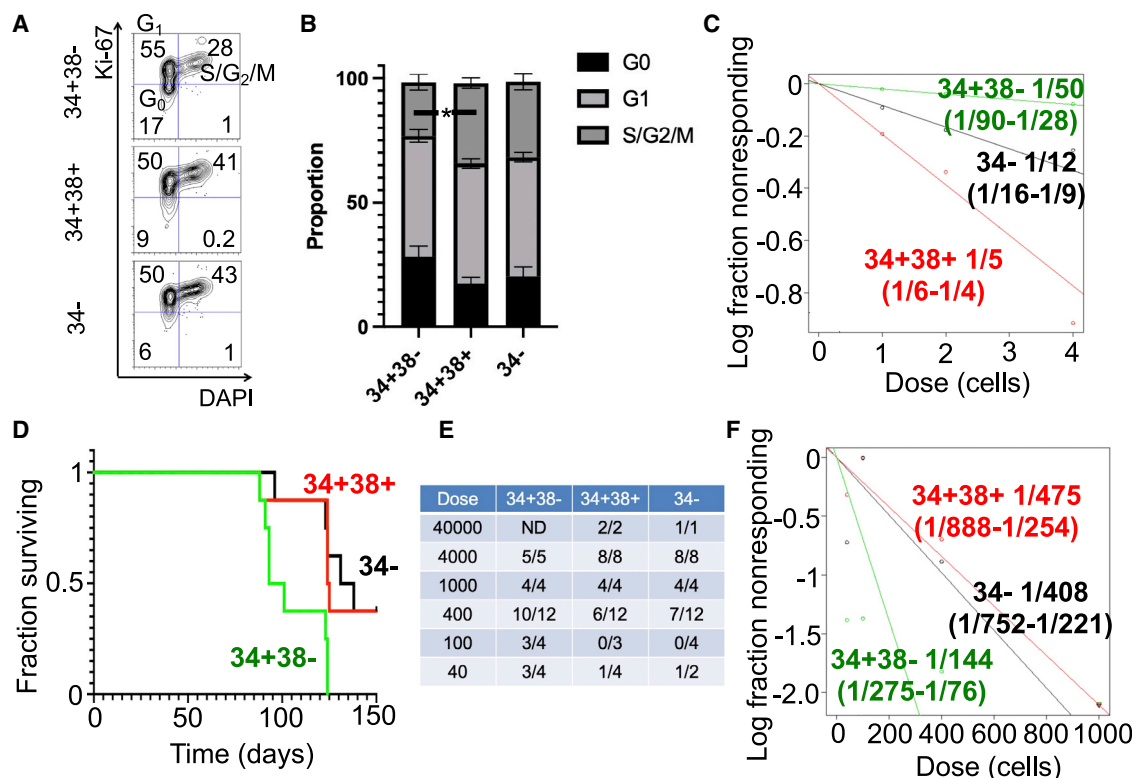 A
Ki-67
G1
55
28
S/G2/M
G0
17
1
34+38-
50
41
9
0.2
34+38+
50
43
6
1
34-
DAPI
B
Proportion
100
50
0
*
34+38-
34+38+
34-
G0
G1
S/G2/M
C
Log fraction nonresponding
0
-0.2
-0.4
-0.6
-0.8
34+38- 1/50
(1/90-1/28)
34- 1/12
(1/16-1/9)
34+38+ 1/5
(1/6-1/4)
0 1 2 3 4
Dose (cells)
D
Fraction surviving
1
0.5
0
34+38+
34-
34+38-
0 50 100 150
Time (days)
E
Dose 34+38- 34+38+ 34-
40000 ND 2/2 1/1
4000 5/5 8/8 8/8
1000 4/4 4/4 4/4
400 10/12 6/12 7/12
100 3/4 0/3 0/4
40 3/4 1/4 1/2
F
Log fraction nonresponding
0
-0.5
-1
-1.5
-2.0
34+38+ 1/475
(1/888-1/254)
34- 1/408
(1/752-1/221)
34+38- 1/144
(1/275-1/76)
0 200 400 600 800 1000
Dose (cells)